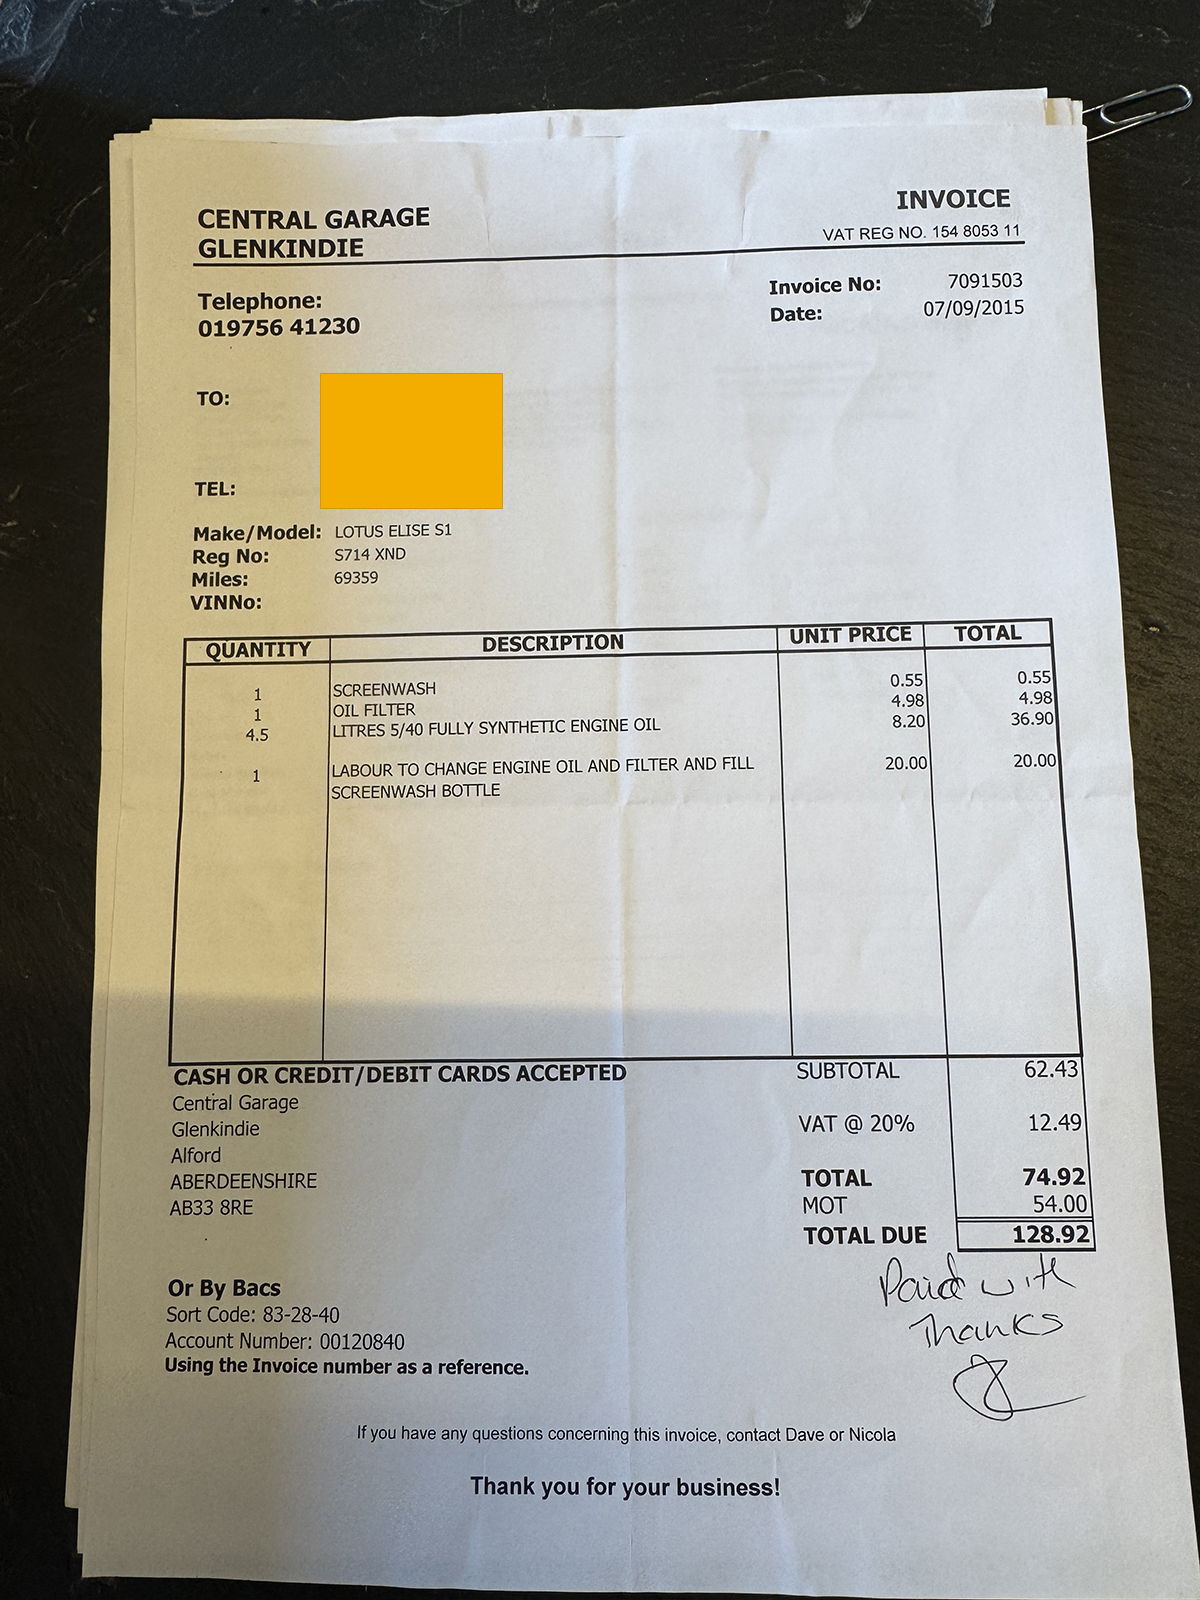 CENTRAL GARAGE
GLENKINDIE
INVOICE
VAT REG NO. 154 8053 11
Telephone:
019756 41230
Invoice No: 7091503
Date: 07/09/2015
TO:
TEL:
Make/Model: LOTUS ELISE S1
Reg No: S714 XND
Miles: 69359
VINNo:
QUANTITY DESCRIPTION UNIT PRICE TOTAL
1 SCREENWASH 0.55 0.55
1 OIL FILTER 4.98 4.98
4.5 LITRES 5/40 FULLY SYNTHETIC ENGINE OIL 8.20 36.90
1 LABOUR TO CHANGE ENGINE OIL AND FILTER AND FILL 20.00 20.00
SCREENWASH BOTTLE
CASH OR CREDIT/DEBIT CARDS ACCEPTED
Central Garage
Glenkindie
Alford
ABERDEENSHIRE
AB33 8RE
SUBTOTAL 62.43
VAT @ 20% 12.49
TOTAL 74.92
MOT 54.00
TOTAL DUE 128.92
Paid with
Thanks
Or By Bacs
Sort Code: 83-28-40
Account Number: 00120840
Using the Invoice number as a reference.
If you have any questions concerning this invoice, contact Dave or Nicola
Thank you for your business!